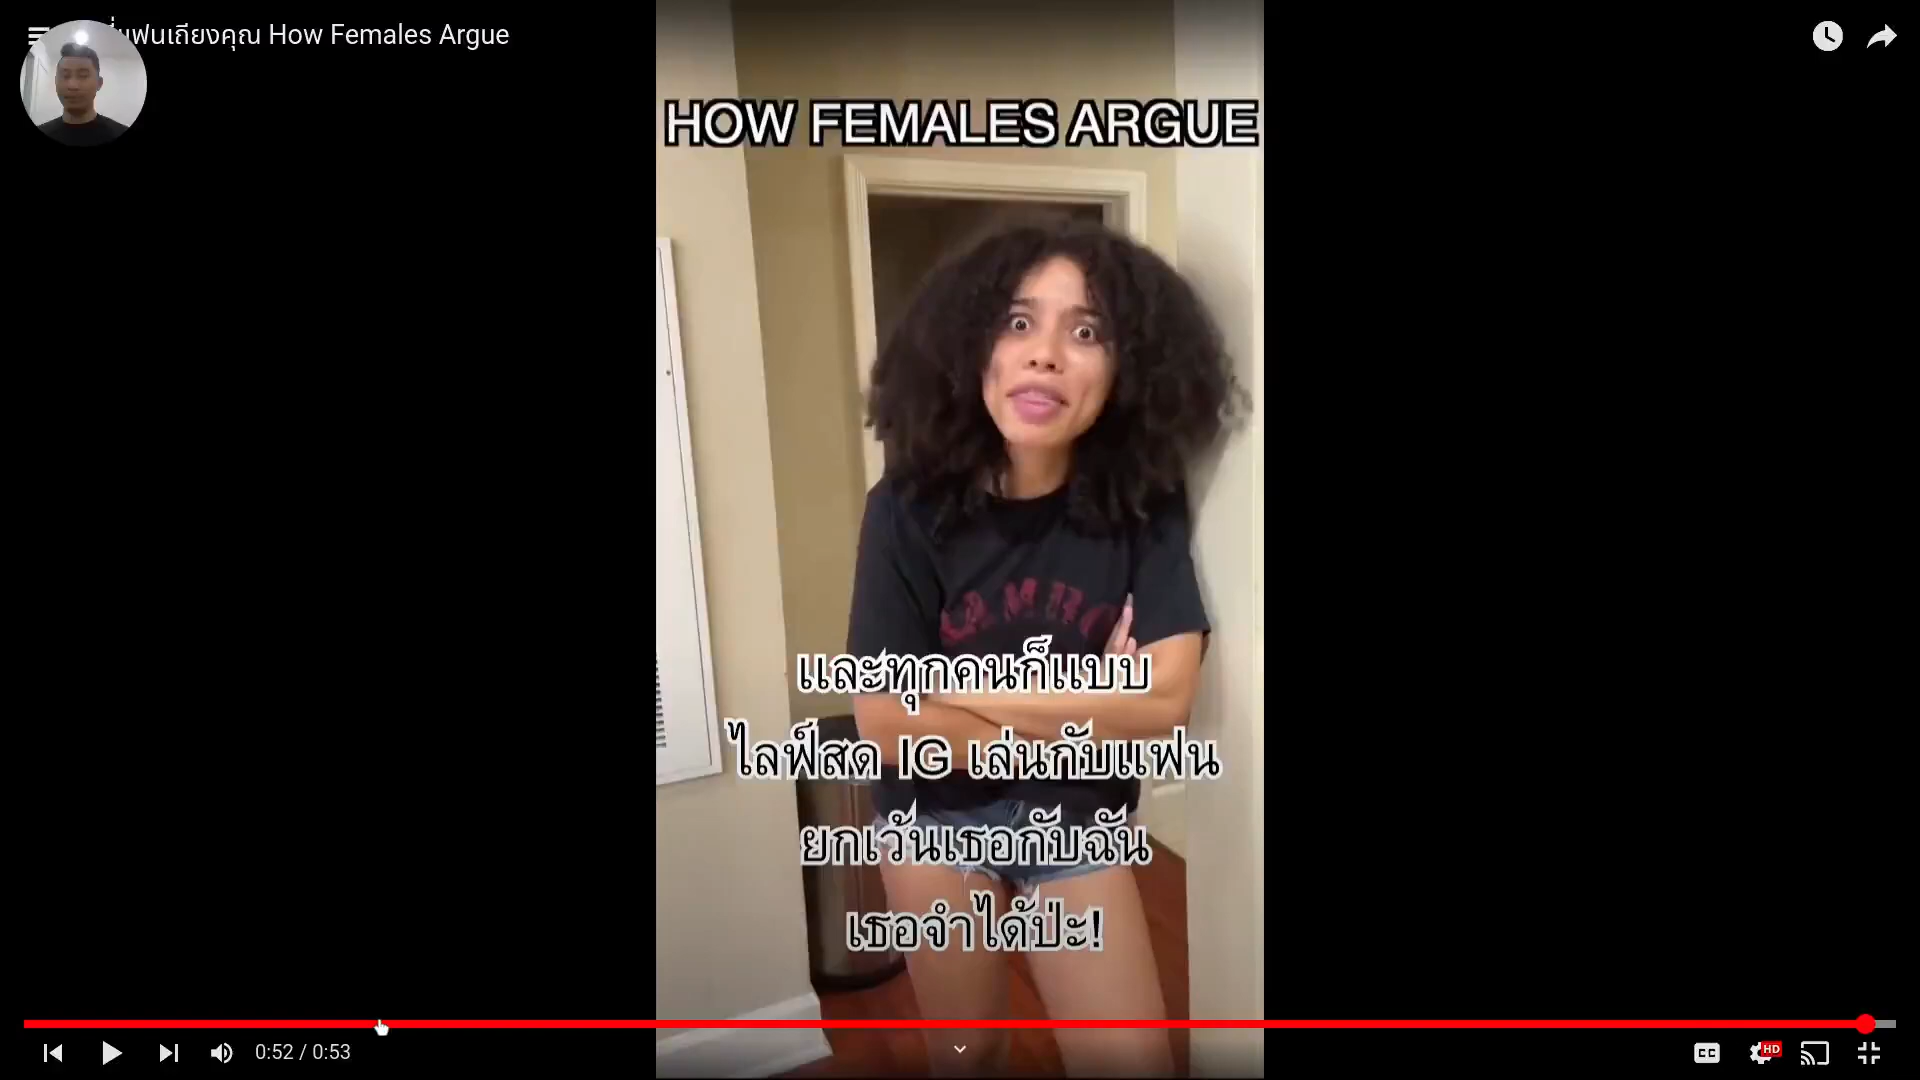 นฟนเถียงคุณ How Females Argue
HOW FEMALES ARGUE
และทุกคนก็แบบ
ไลฟ์สด IG เล่นกับแฟน
ยกเว้นเธอกับฉัน
เธอจำได้ป่ะ!
0:52 / 0:53
CC
HD